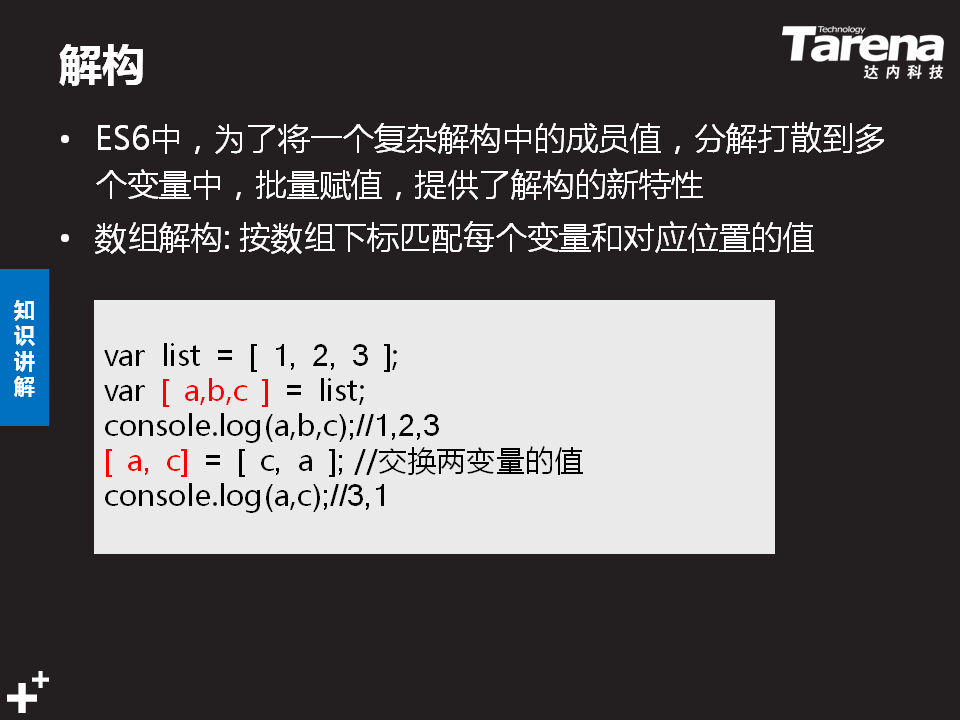 解构
Technology
Tarena
达内科技
• ES6中，为了将一个复杂解构中的成员值，分解打散到多
个变量中，批量赋值，提供了解构的新特性
• 数组解构: 按数组下标匹配每个变量和对应位置的值
知识讲解
var list = [ 1, 2, 3 ];
var [ a,b,c ] = list;
console.log(a,b,c);//1,2,3
[ a, c] = [ c, a ]; //交换两变量的值
console.log(a,c);//3,1